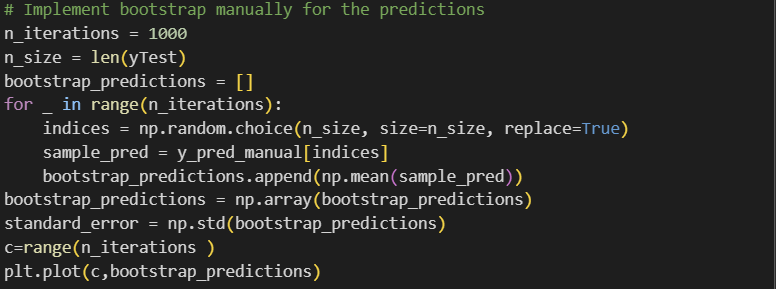 # Implement bootstrap manually for the predictions
n_iterations = 1000
n_size = len(yTest)
bootstrap_predictions = []
for _ in range(n_iterations):
    indices = np.random.choice(n_size, size=n_size, replace=True)
    sample_pred = y_pred_manual[indices]
    bootstrap_predictions.append(np.mean(sample_pred))
bootstrap_predictions = np.array(bootstrap_predictions)
standard_error = np.std(bootstrap_predictions)
c=range(n_iterations )
plt.plot(c,bootstrap_predictions)